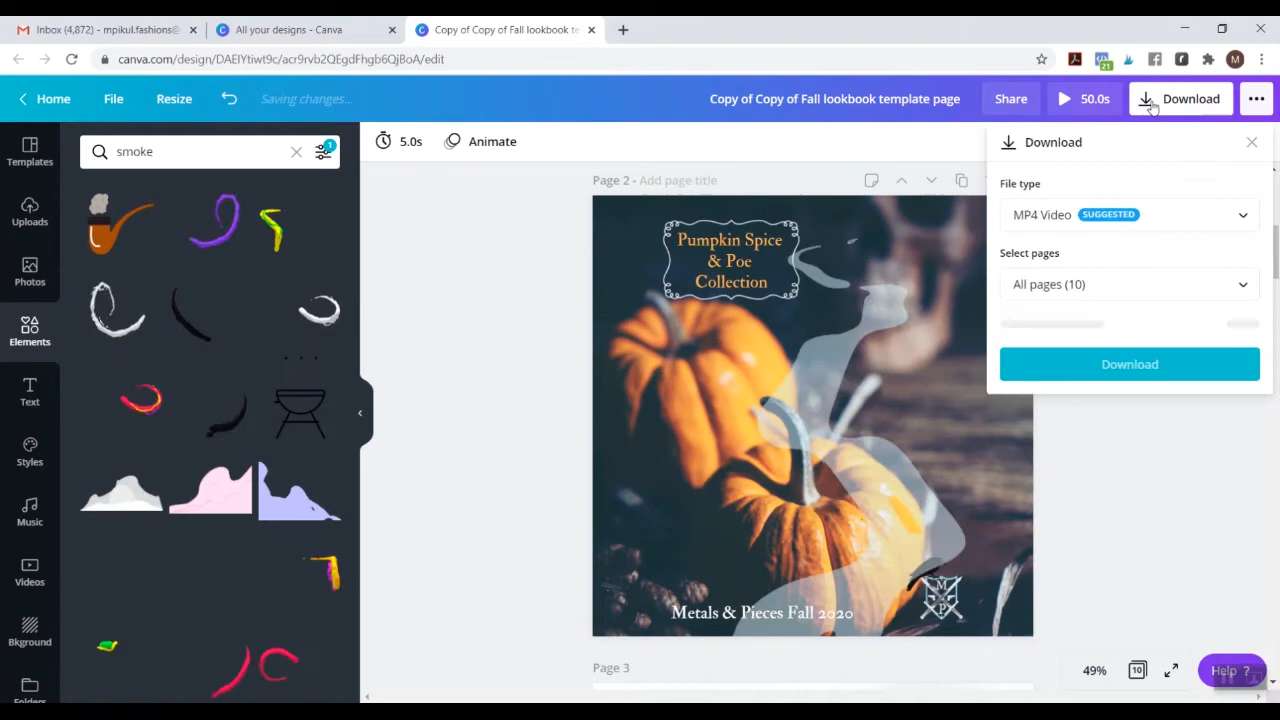 Inbox (4,872) - mpikul.fashions@
All your designs - Canva
Copy of Copy of Fall lookbook te
canva.com/design/DAEIYtiwt9c/acr9rvb2QEgdFhgb6QjBoA/edit
21
M
Home
File
Resize
Saving changes...
Copy of Copy of Fall lookbook template page
Share
50.0s
Download
Templates
Uploads
Photos
Elements
Text
Styles
Music
Videos
Bkground
Folders
smoke
1
5.0s
Animate
Page 2 - Add page title
Pumpkin Spice
& Poe
Collection
Metals & Pieces Fall 2020
M
P
Page 3
Download
File type
MP4 Video SUGGESTED
Select pages
All pages (10)
Download
49%
10
Help ?